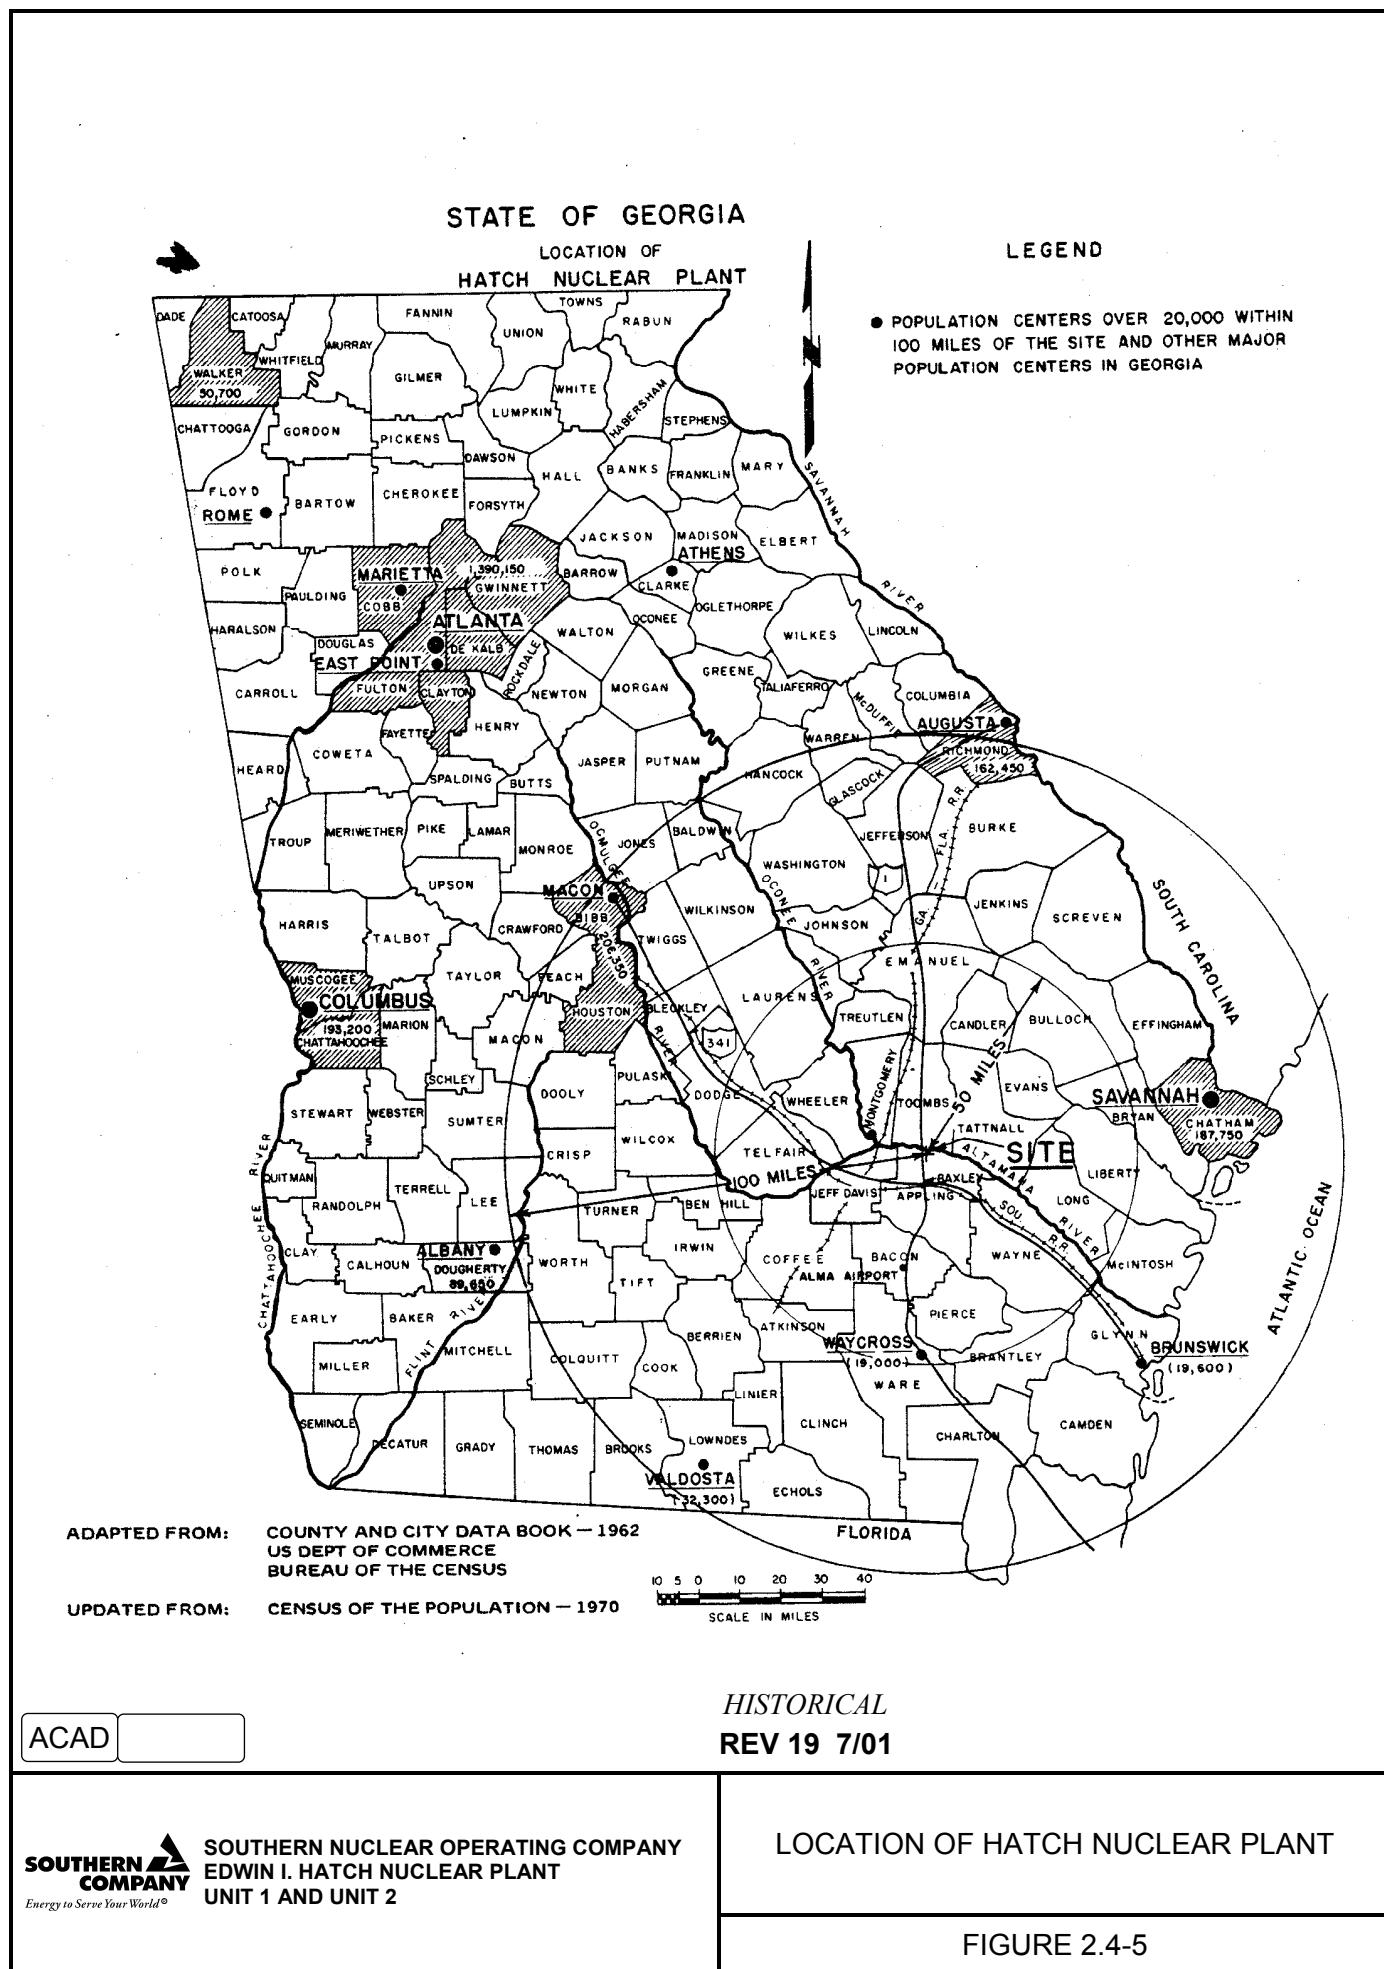 STATE OF GEORGIA
LOCATION OF
HATCH NUCLEAR PLANT
LEGEND
POPULATION CENTERS OVER 20,000 WITHIN
100 MILES OF THE SITE AND OTHER MAJOR
POPULATION CENTERS IN GEORGIA
DADE
CATOOSA
FANNIN
TOWNS
UNION
RABUN
WHITFIELD
MURRAY
WALKER
50,700
GILMER
WHITE
HABERSHAM
LUMPKIN
STEPHENS
CHATTOOGA
GORDON
PICKENS
DAWSON
HALL
BANKS
FRANKLIN
MARY
SAVANNAH
RIVER
FLOYD
ROME
BARTOW
CHEROKEE
FORSYTH
JACKSON
MADISON
ATHENS
ELBERT
POLK
PAULDING
MARIETTA
COBB
1,390,150
GWINNETT
BARROW
CLARKE
OGLETHORPE
HARALSON
DOUGLAS
ATLANTA
DE KALB
EAST POINT
ROCKDALE
WALTON
OCONEE
WILKES
LINCOLN
CARROLL
FULTON
CLAYTON
NEWTON
MORGAN
GREENE
TALIAFERRO
McDUFFIE
COLUMBIA
AUGUSTA
RICHMOND
162,450
WARREN
HEARD
COWETA
FAYETTE
HENRY
SPALDING
BUTTS
JASPER
PUTNAM
HANCOCK
GLASCOCK
TROUP
MERIWETHER
PIKE
LAMAR
MONROE
OCMULGEE
JONES
BALDWIN
WASHINGTON
JEFFERSON
GA.
FLA.
R.R.
1
BURKE
UPSON
MACON
BIBB
206,350
WILKINSON
OCONEE
RIVER
JOHNSON
JENKINS
SCREVEN
SOUTH CAROLINA
HARRIS
TALBOT
CRAWFORD
TWIGGS
EMANUEL
MUSCOGEE
COLUMBUS
193,200
CHATTAHOOCHEE
MARION
TAYLOR
PEACH
HOUSTON
BLECKLEY
LAURENS
TREUTLEN
CANDLER
BULLOCH
EFFINGHAM
MACON
RIVER
341
SCHLEY
DOOLY
PULASKI
DODGE
WHEELER
MONTGOMERY
TOOMBS
50 MILES
EVANS
SAVANNAH
BRYAN
CHATHAM
187,750
STEWART
WEBSTER
SUMTER
WILCOX
TELFAIR
TATTNALL
SITE
CRISP
100 MILES
ALTAMAHA
RIVER
LIBERTY
QUITMAN
RANDOLPH
TERRELL
LEE
TURNER
BEN HILL
JEFF DAVIS
APPLING
BAXLEY
LONG
SOU.
R.R.
CHATTAHOOCHEE RIVER
CLAY
CALHOUN
ALBANY
DOUGHERTY
89,650
WORTH
IRWIN
COFFEE
BACON
ALMA AIRPORT
WAYNE
McINTOSH
TIFT
ATLANTIC OCEAN
EARLY
BAKER
FLINT RIVER
MITCHELL
COLQUITT
COOK
BERRIEN
ATKINSON
PIERCE
WAYCROSS
(19,000)
BRANTLEY
GLYNN
BRUNSWICK
(19,600)
MILLER
WARE
LINIER
CLINCH
SEMINOLE
DECATUR
GRADY
THOMAS
BROOKS
LOWNDES
VALDOSTA
(32,300)
ECHOLS
CHARLTON
CAMDEN
FLORIDA
ADAPTED FROM: COUNTY AND CITY DATA BOOK — 1962
US DEPT OF COMMERCE
BUREAU OF THE CENSUS
UPDATED FROM: CENSUS OF THE POPULATION — 1970
10 5 0 10 20 30 40
SCALE IN MILES
HISTORICAL
REV 19 7/01
ACAD
SOUTHERN
COMPANY
Energy to Serve Your World®
SOUTHERN NUCLEAR OPERATING COMPANY
EDWIN I. HATCH NUCLEAR PLANT
UNIT 1 AND UNIT 2
LOCATION OF HATCH NUCLEAR PLANT
FIGURE 2.4-5